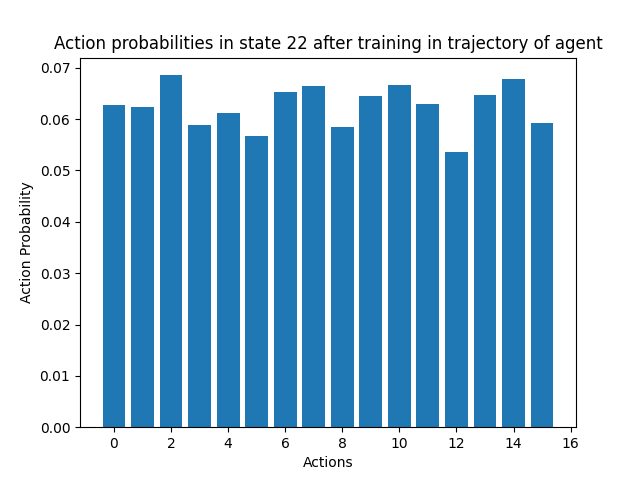 Action probabilities in state 22 after training in trajectory of agent
0.07
0.06
0.05
0.04
0.03
0.02
0.01
0.00
Action Probability
0 2 4 6 8 10 12 14 16
Actions